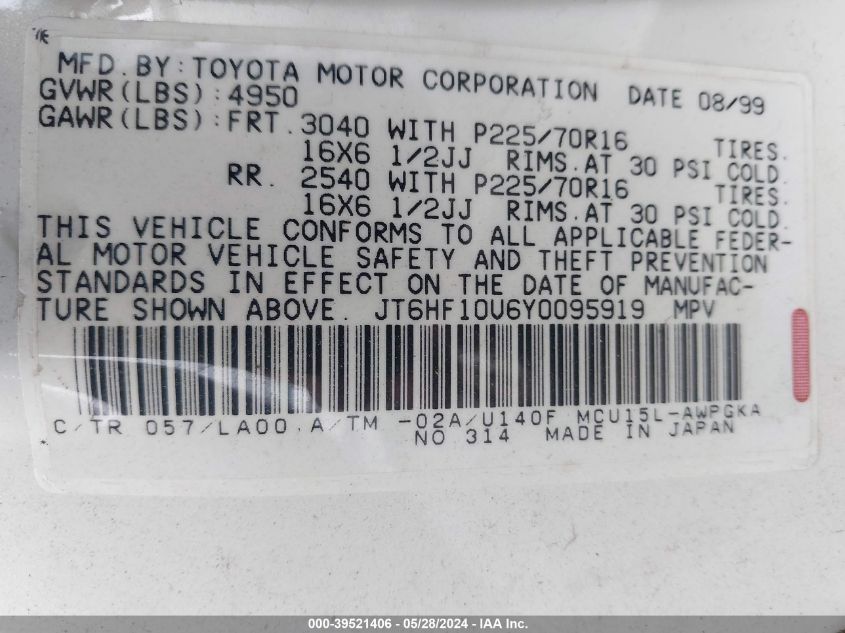 MFD. BY: TOYOTA MOTOR CORPORATION DATE 08/99
GVWR(LBS):4950
GAWR(LBS):FRT. 3040 WITH P225/70R16 TIRES.
16X6 1/2JJ RIMS. AT 30 PSI COLD.
RR. 2540 WITH P225/70R16 TIRES.
16X6 1/2JJ RIMS. AT 30 PSI COLD.
THIS VEHICLE CONFORMS TO ALL APPLICABLE FEDER-
AL MOTOR VEHICLE SAFETY AND THEFT PREVENTION
STANDARDS IN EFFECT ON THE DATE OF MANUFAC-
TURE SHOWN ABOVE. JT6HF10U6Y0095919 MPV
C/TR 057/LA00 A/TM -02A/U140F MCU15L-AWPGKA
NO.314 MADE IN JAPAN
000-39521406 - 05/28/2024 - IAA Inc.